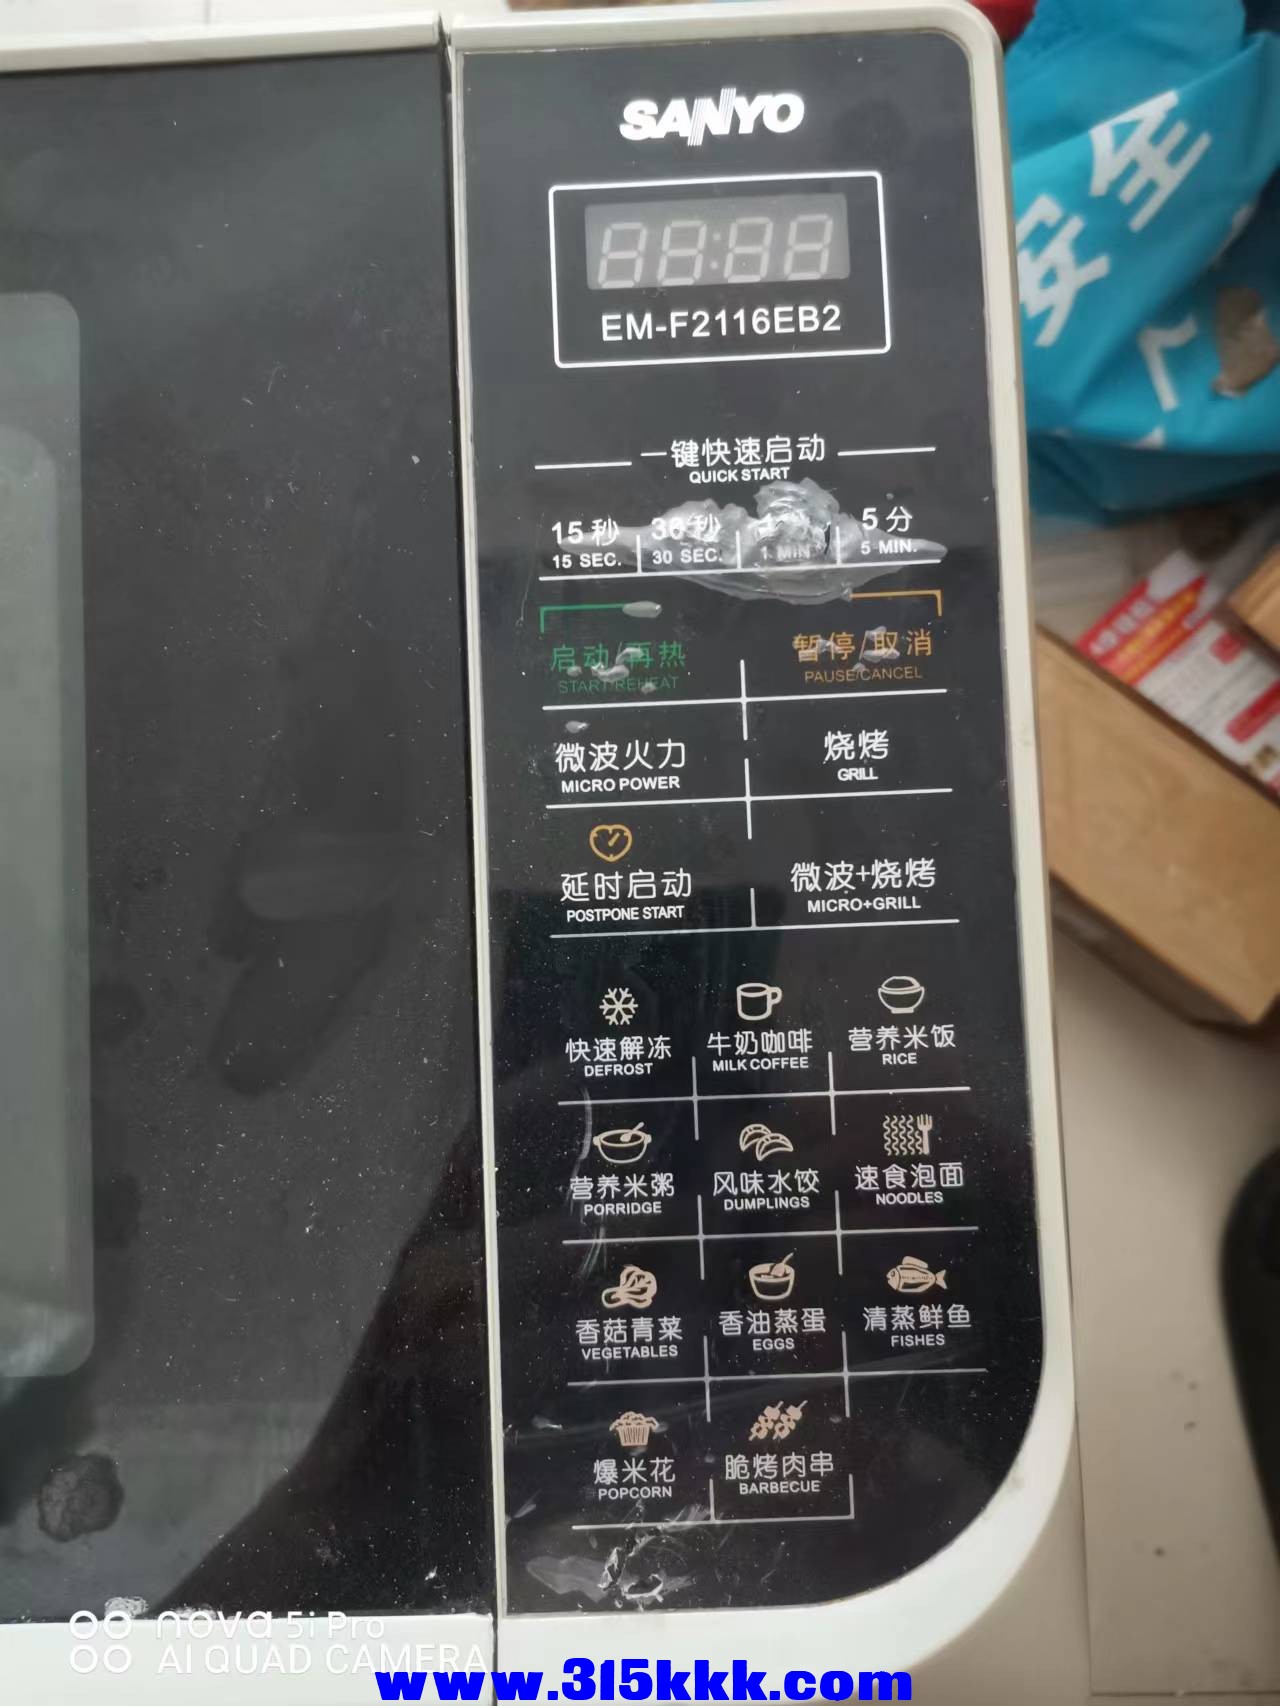 SANYO
88:88
EM-F2116EB2
一键快速启动
QUICK START
15秒
30秒
5分
15 SEC.
30 SEC.
1 MIN
5 MIN.
启动/再热
START/REHEAT
暂停/取消
PAUSE/CANCEL
微波火力
MICRO POWER
烧烤
GRILL
延时启动
POSTPONE START
微波+烧烤
MICRO+GRILL
快速解冻
DEFROST
牛奶咖啡
MILK COFFEE
营养米饭
RICE
营养米粥
PORRIDGE
风味水饺
DUMPLINGS
速食泡面
NOODLES
香菇青菜
VEGETABLES
香油蒸蛋
EGGS
清蒸鲜鱼
FISHES
爆米花
POPCORN
脆烤肉串
BARBECUE
安全
nova 5i Pro
AI QUAD CAMERA
www.315kkk.com